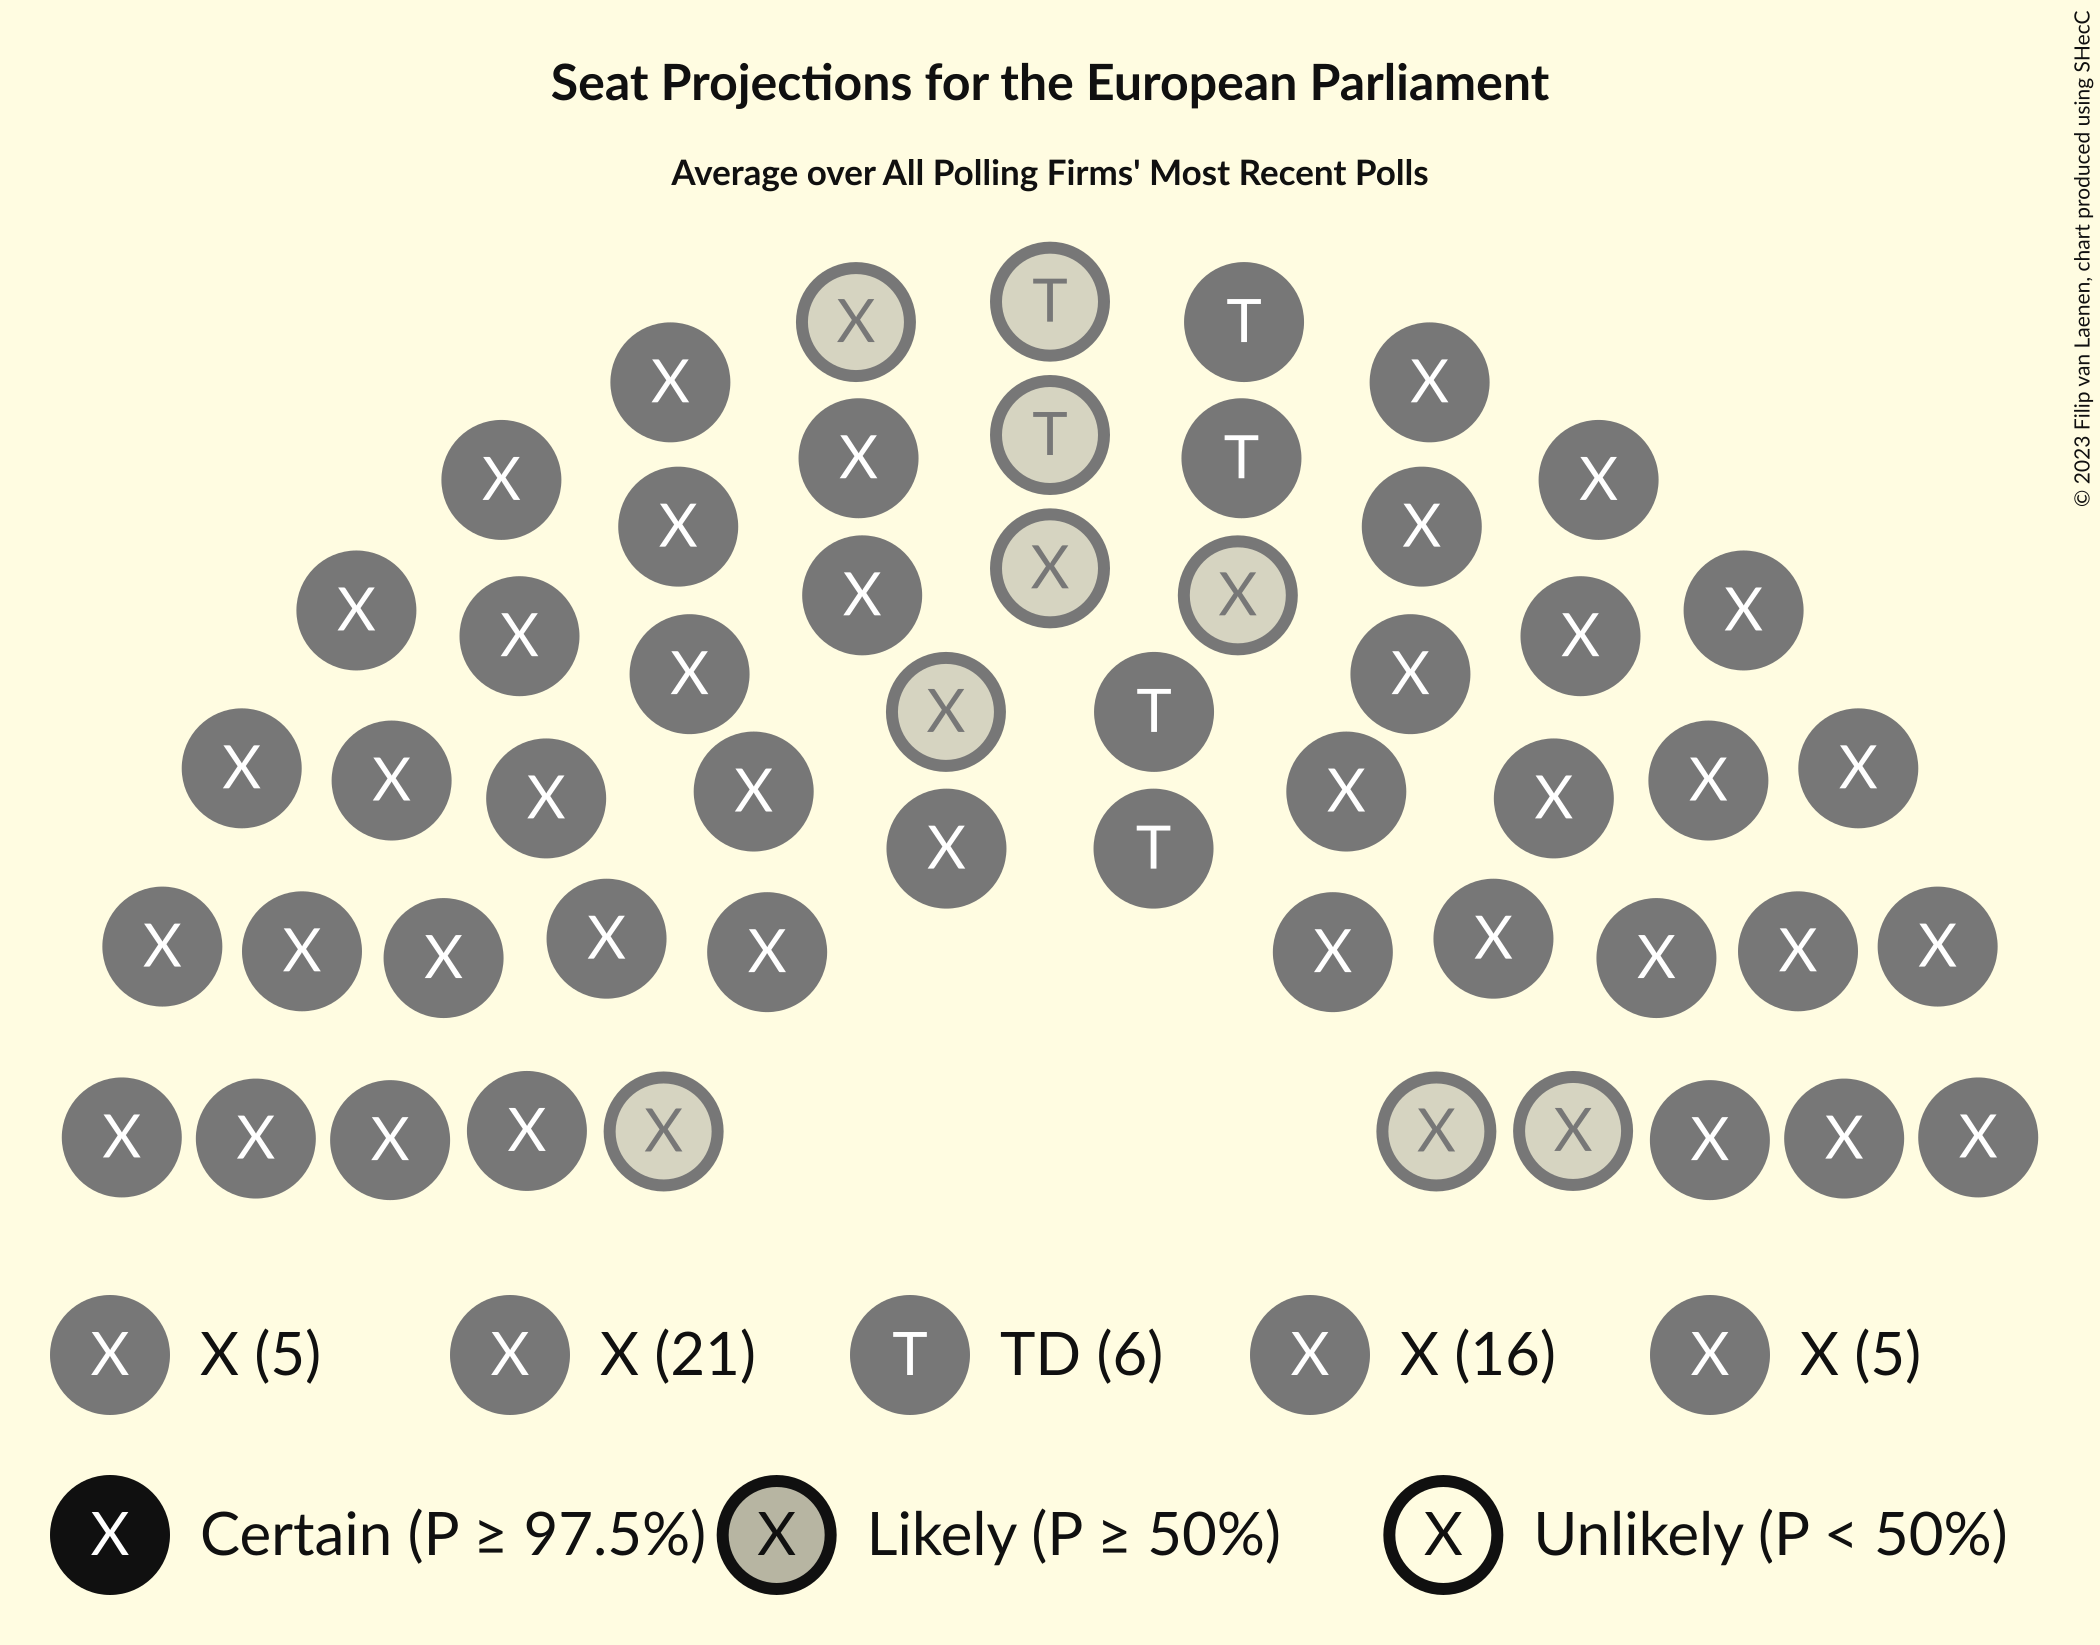 Seat Projections for the European Parliament
Average over All Polling Firms' Most Recent Polls
© 2023 Filip van Laenen, chart produced using SHecC
T
X T
X X
X T T
X X X
X X X
X X X X
X X X X
X T
X X X X
X X X X
X T
X X X X X
X X X X X
X X X X X
X X X X X
X X (5) X X (21) T TD (6) X X (16) X X (5)
X Certain (P ≥ 97.5%) X Likely (P ≥ 50%) X Unlikely (P < 50%)